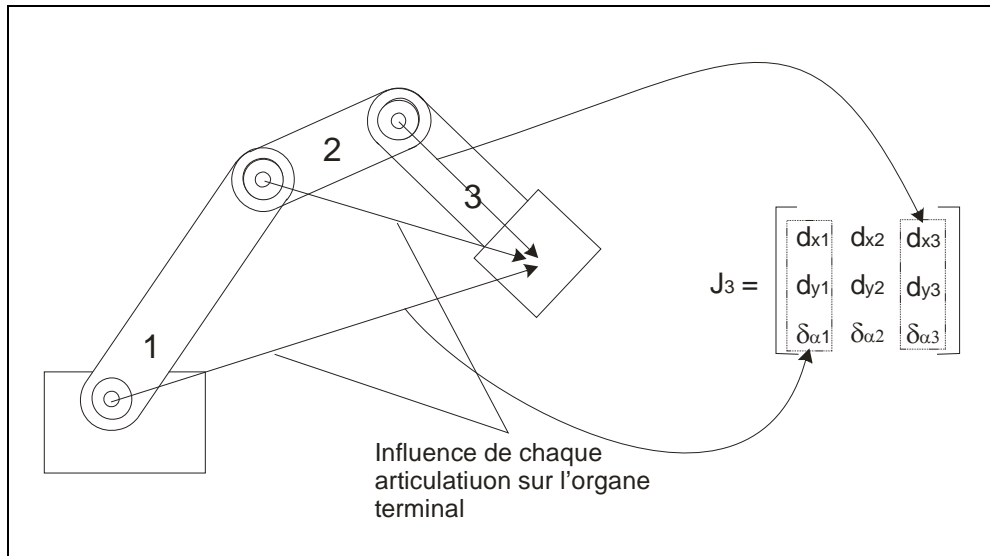 2
3
1
dx1 dx2 dx3
J3 = dy1 dy2 dy3
δα1 δα2 δα3
Influence de chaque
articulatiuon sur l'organe
terminal